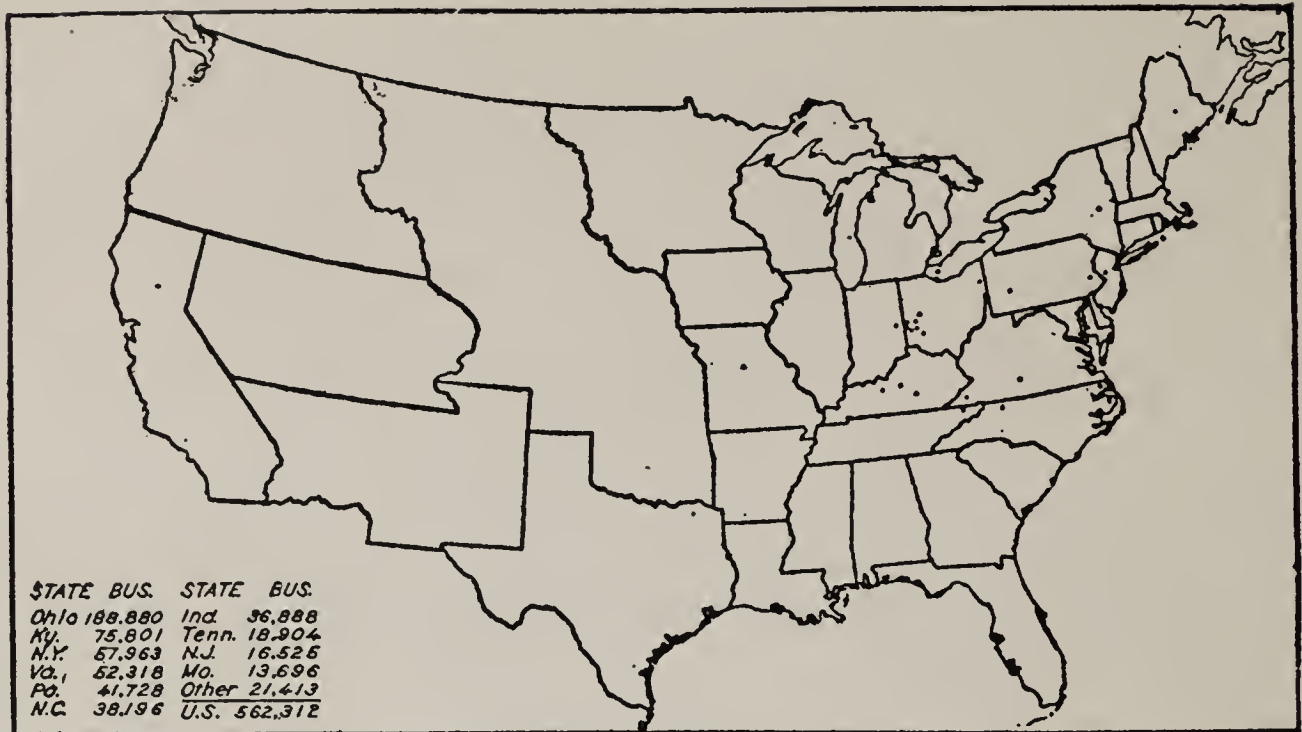 STATE BUS. STATE BUS.
Ohio 188.880 Ind. 36,888
Ky. 75.801 Tenn. 18,904
N.Y. 57,963 N.J. 16,525
Va., 52,318 Mo. 13,696
Pa. 41,728 Other 21,413
N.C. 38,196 U.S. 562,312